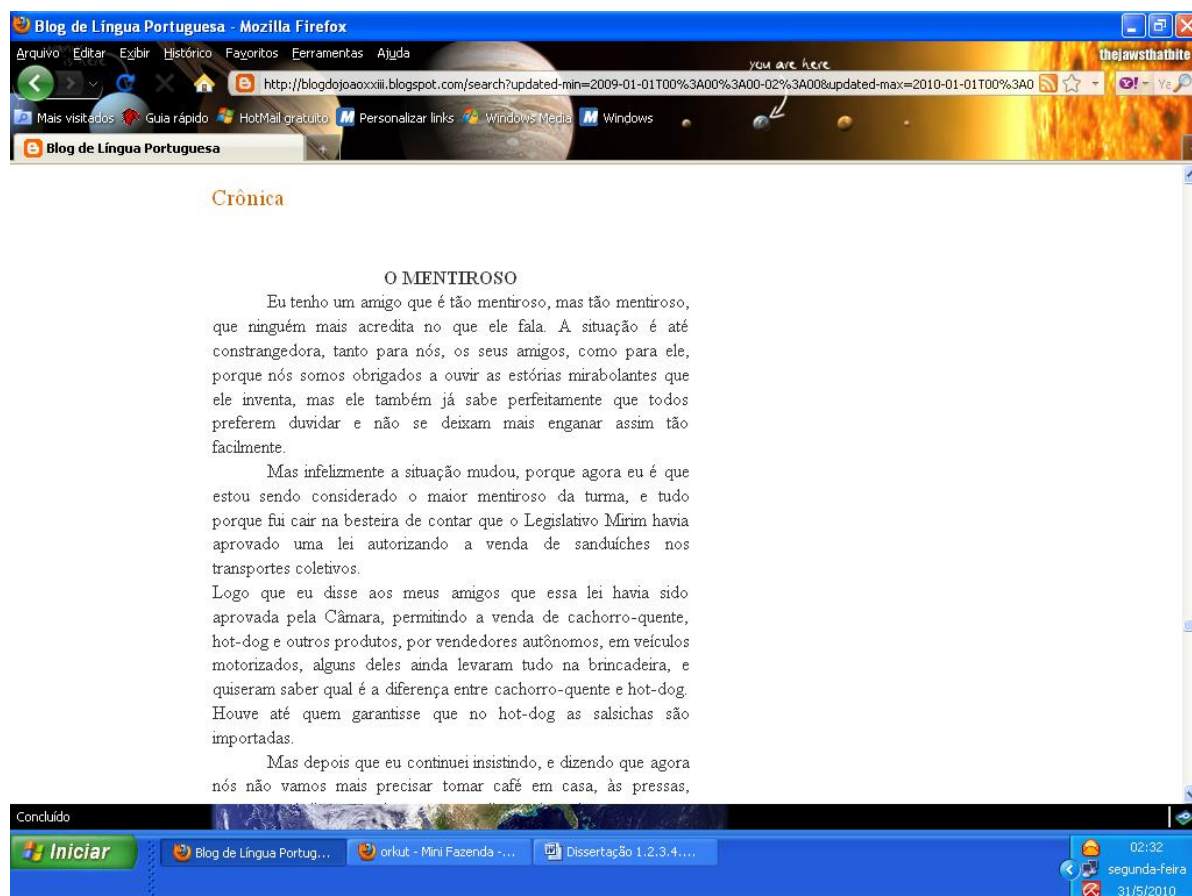 Blog de Língua Portuguesa - Mozilla Firefox
Arquivo Editar Exibir Histórico Favoritos Ferramentas Ajuda
you are here
thejawsthatbite
http://blogdojoaoxxiii.blogspot.com/search?updated-min=2009-01-01T00%3A00%3A00-02%3A00&updated-max=2010-01-01T00%3A0
Mais visitados Guia rápido HotMail gratuito Personalizar links Windows Media Windows
Blog de Língua Portuguesa
Crônica
O MENTIROSO
Eu tenho um amigo que é tão mentiroso, mas tão mentiroso,
que ninguém mais acredita no que ele fala. A situação é até
constrangedora, tanto para nós, os seus amigos, como para ele,
porque nós somos obrigados a ouvir as estórias mirabolantes que
ele inventa, mas ele também já sabe perfeitamente que todos
preferem duvidar e não se deixam mais enganar assim tão
facilmente.
Mas infelizmente a situação mudou, porque agora eu é que
estou sendo considerado o maior mentiroso da turma, e tudo
porque fui cair na besteira de contar que o Legislativo Mirim havia
aprovado uma lei autorizando a venda de sanduíches nos
transportes coletivos.
Logo que eu disse aos meus amigos que essa lei havia sido
aprovada pela Câmara, permitindo a venda de cachorro-quente,
hot-dog e outros produtos, por vendedores autônomos, em veículos
motorizados, alguns deles ainda levaram tudo na brincadeira, e
quiseram saber qual é a diferença entre cachorro-quente e hot-dog.
Houve até quem garantisse que no hot-dog as salsichas são
importadas.
Mas depois que eu continuei insistindo, e dizendo que agora
nós não vamos mais precisar tomar café em casa, às pressas,
Concluído
Iniciar
Blog de Língua Portug...
orkut - Mini Fazenda -...
Dissertação 1.2.3.4....
02:32
segunda-feira
31/5/2010